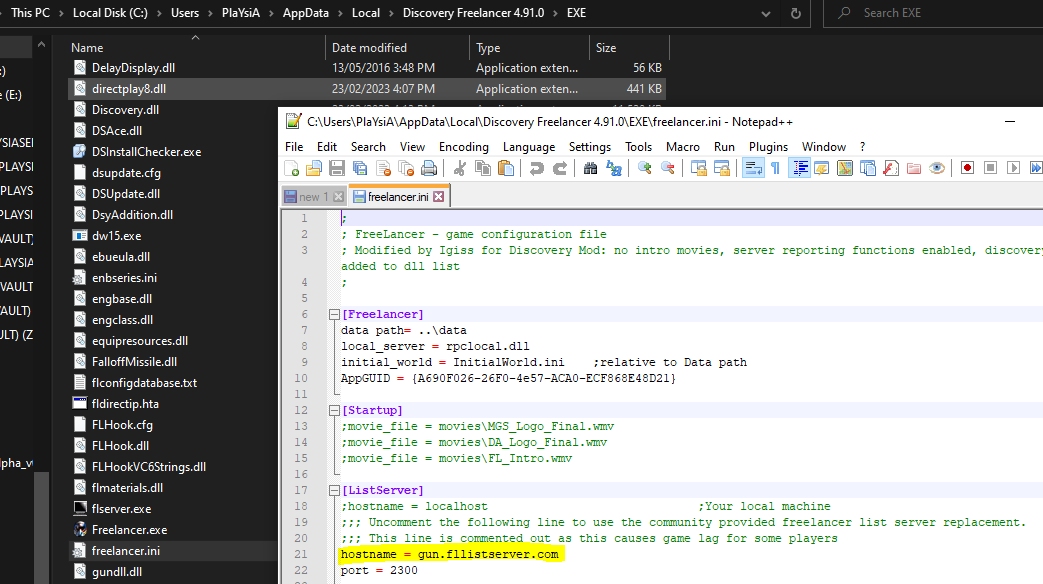 This PC > Local Disk (C:) > Users > PlaYsiA > AppData > Local > Discovery Freelancer 4.91.0 > EXE
Search EXE
Name Date modified Type Size
DelayDisplay.dll 13/05/2016 3:48 PM Application exten... 56 KB
directplay8.dll 23/02/2023 4:07 PM Application exten... 441 KB
Discovery.dll
DSAce.dll
DSInstallChecker.exe
dsupdate.cfg
DSUpdate.dll
DsyAddition.dll
dw15.exe
ebueula.dll
enbseries.ini
engbase.dll
engclass.dll
equipresources.dll
FalloffMissile.dll
flconfigdatabase.txt
fldirectip.hta
FLHook.cfg
FLHook.dll
FLHookVC6Strings.dll
flmaterials.dll
flserver.exe
Freelancer.exe
freelancer.ini
gundll.dll
:)
e (E:)
YSIASEI
PLAYSI
PLAYS
PLAYSI
VAULT)
LAYSIA
VAULT
VAULT)
ULT) (Z
lpha_v
C:\Users\PlaYsiA\AppData\Local\Discovery Freelancer 4.91.0\EXE\freelancer.ini - Notepad++
File Edit Search View Encoding Language Settings Tools Macro Run Plugins Window ?
new 1 freelancer.ini
1 ;
2 ; FreeLancer - game configuration file
3 ; Modified by Igiss for Discovery Mod: no intro movies, server reporting functions enabled, discovery
added to dll list
4 ;
5
6 [Freelancer]
7 data path= ..\data
8 local_server = rpclocal.dll
9 initial_world = InitialWorld.ini ;relative to Data path
10 AppGUID = {A690F026-26F0-4e57-ACA0-ECF868E48D21}
11
12 [Startup]
13 ;movie_file = movies\MGS_Logo_Final.wmv
14 ;movie_file = movies\DA_Logo_Final.wmv
15 ;movie_file = movies\FL_Intro.wmv
16
17 [ListServer]
18 ;hostname = localhost ;Your local machine
19 ;;; Uncomment the following line to use the community provided freelancer list server replacement.
20 ;;; This line is commented out as this causes game lag for some players
21 hostname = gun.fllistserver.com
22 port = 2300